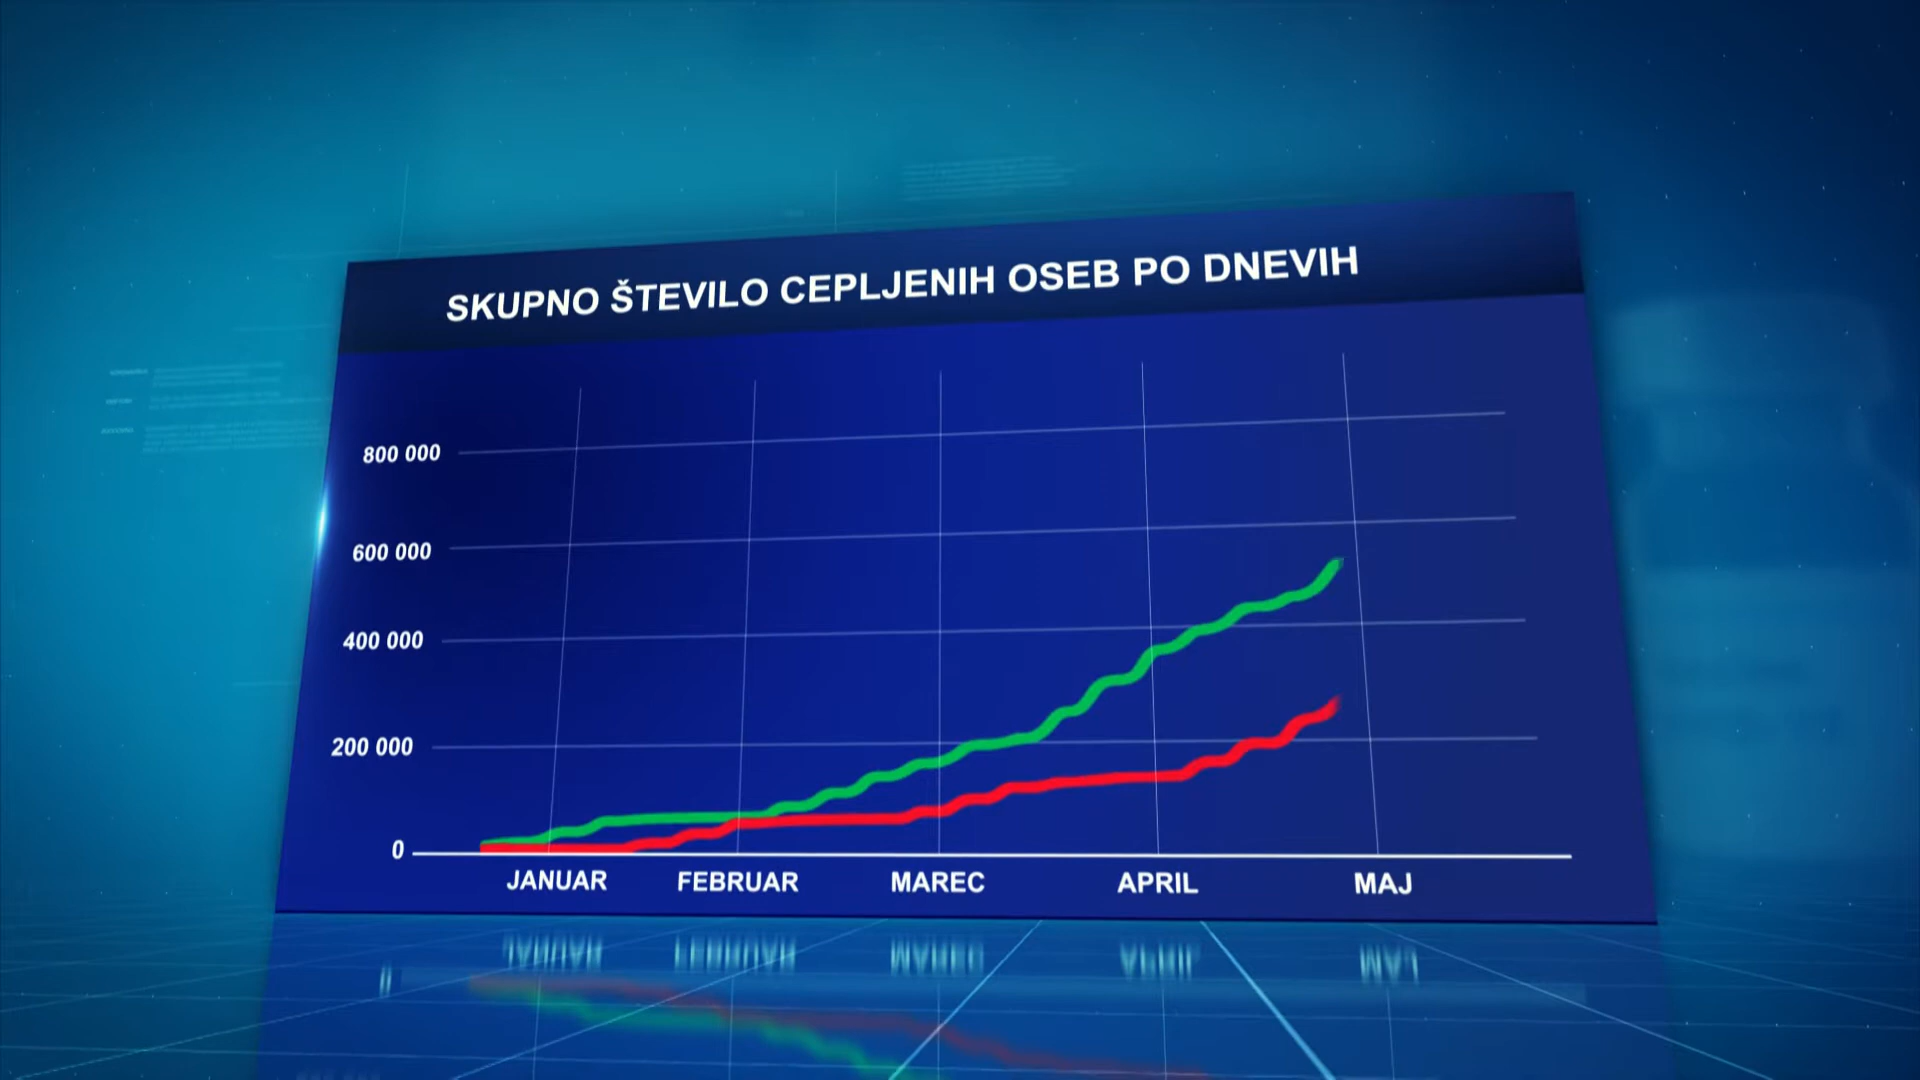 SKUPNO ŠTEVILO CEPLJENIH OSEB PO DNEVIH
800 000
600 000
400 000
200 000
0
JANUAR FEBRUAR MAREC APRIL MAJ